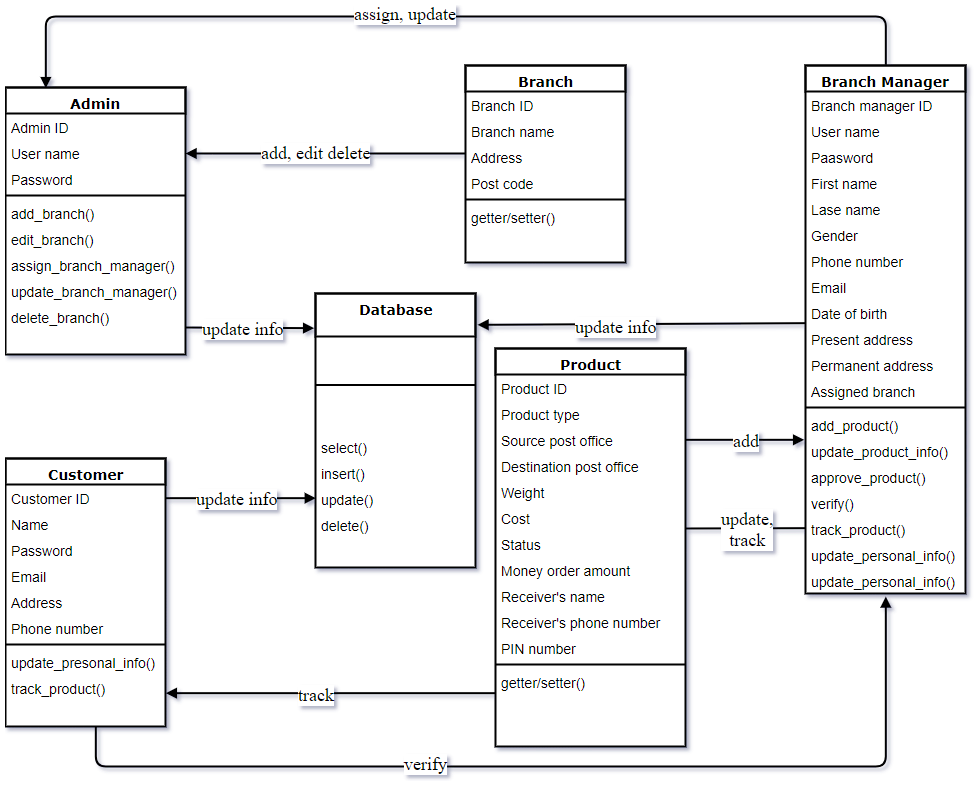 assign, update
Admin
Admin ID
User name
Password
add_branch()
edit_branch()
assign_branch_manager()
update_branch_manager()
delete_branch()
add, edit delete
Branch
Branch ID
Branch name
Address
Post code
getter/setter()
Branch Manager
Branch manager ID
User name
Paasword
First name
Lase name
Gender
Phone number
Email
Date of birth
Present address
Permanent address
Assigned branch
add_product()
update_product_info()
approve_product()
verify()
track_product()
update_personal_info()
update_personal_info()
update info
Database
select()
insert()
update()
delete()
update info
Product
Product ID
Product type
Source post office
Destination post office
Weight
Cost
Status
Money order amount
Receiver's name
Receiver's phone number
PIN number
getter/setter()
add
update,
track
Customer
Customer ID
Name
Password
Email
Address
Phone number
update_presonal_info()
track_product()
update info
track
verify